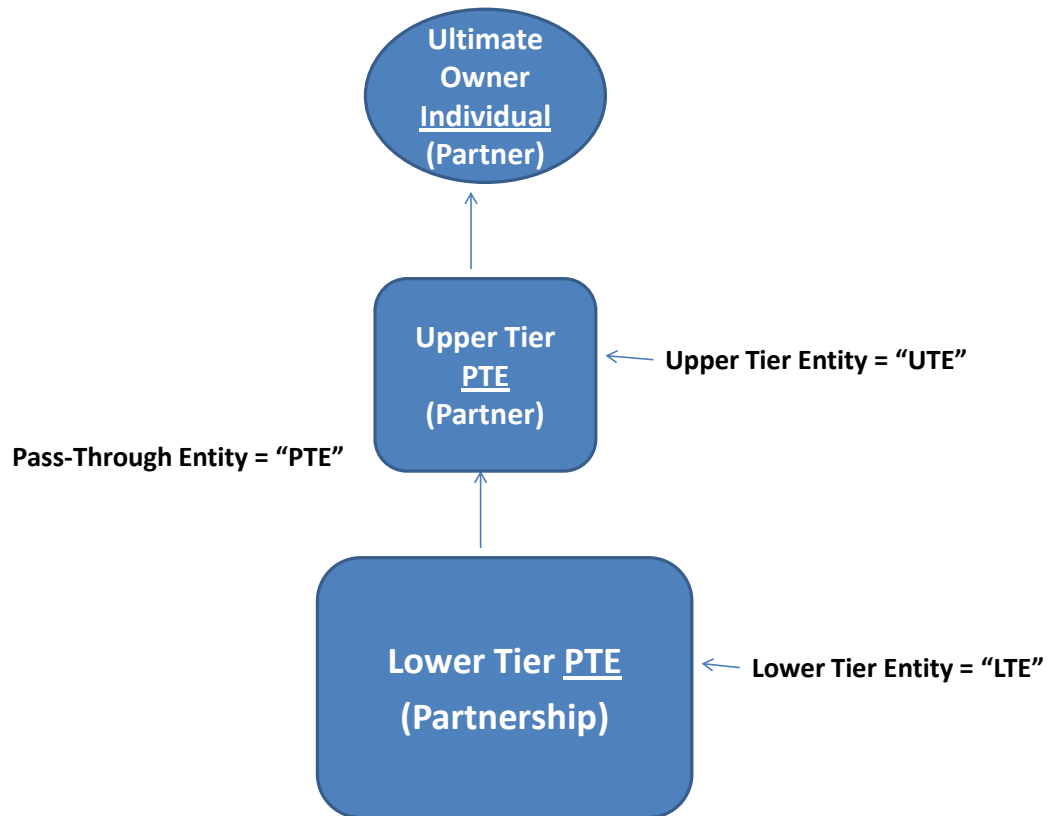 Ultimate
Owner
Individual
(Partner)
Upper Tier
PTE
(Partner)
Upper Tier Entity = “UTE”
Pass-Through Entity = “PTE”
Lower Tier PTE
(Partnership)
Lower Tier Entity = “LTE”